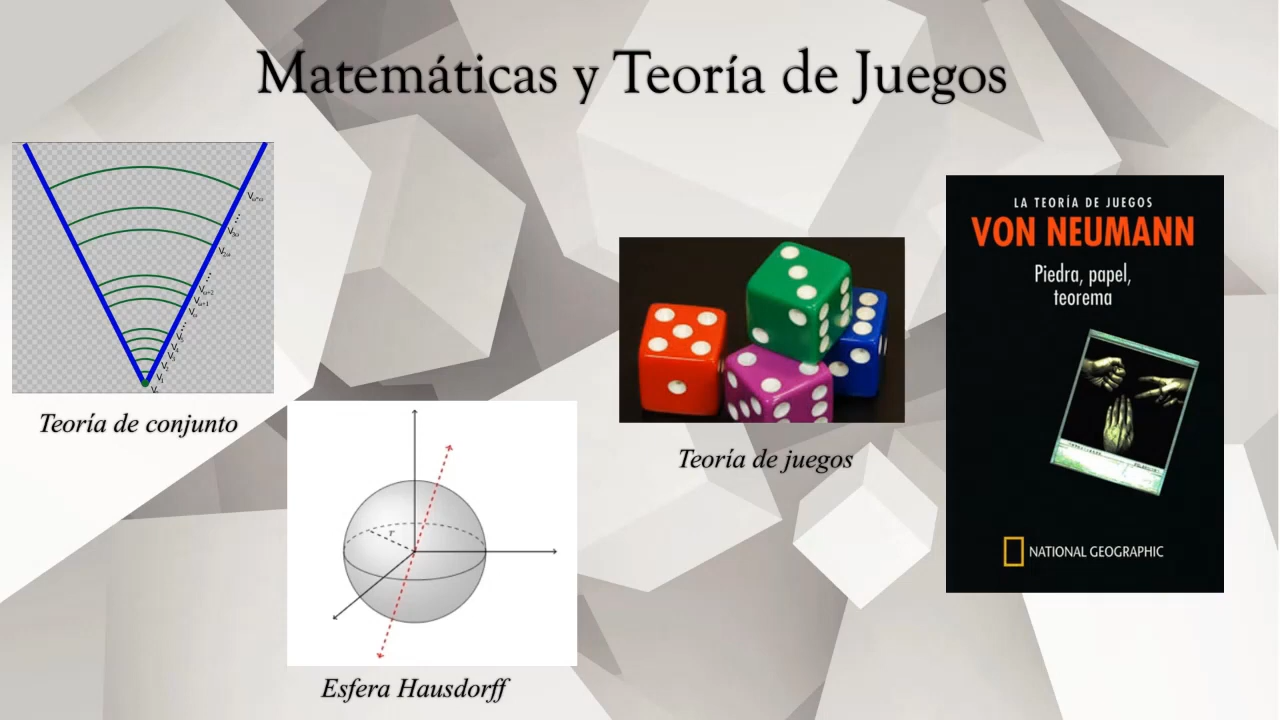 Matemáticas y Teoría de Juegos
Teoría de conjunto
Esfera Hausdorff
r
Teoría de juegos
LA TEORÍA DE JUEGOS
VON NEUMANN
Piedra, papel,
teorema
NATIONAL GEOGRAPHIC